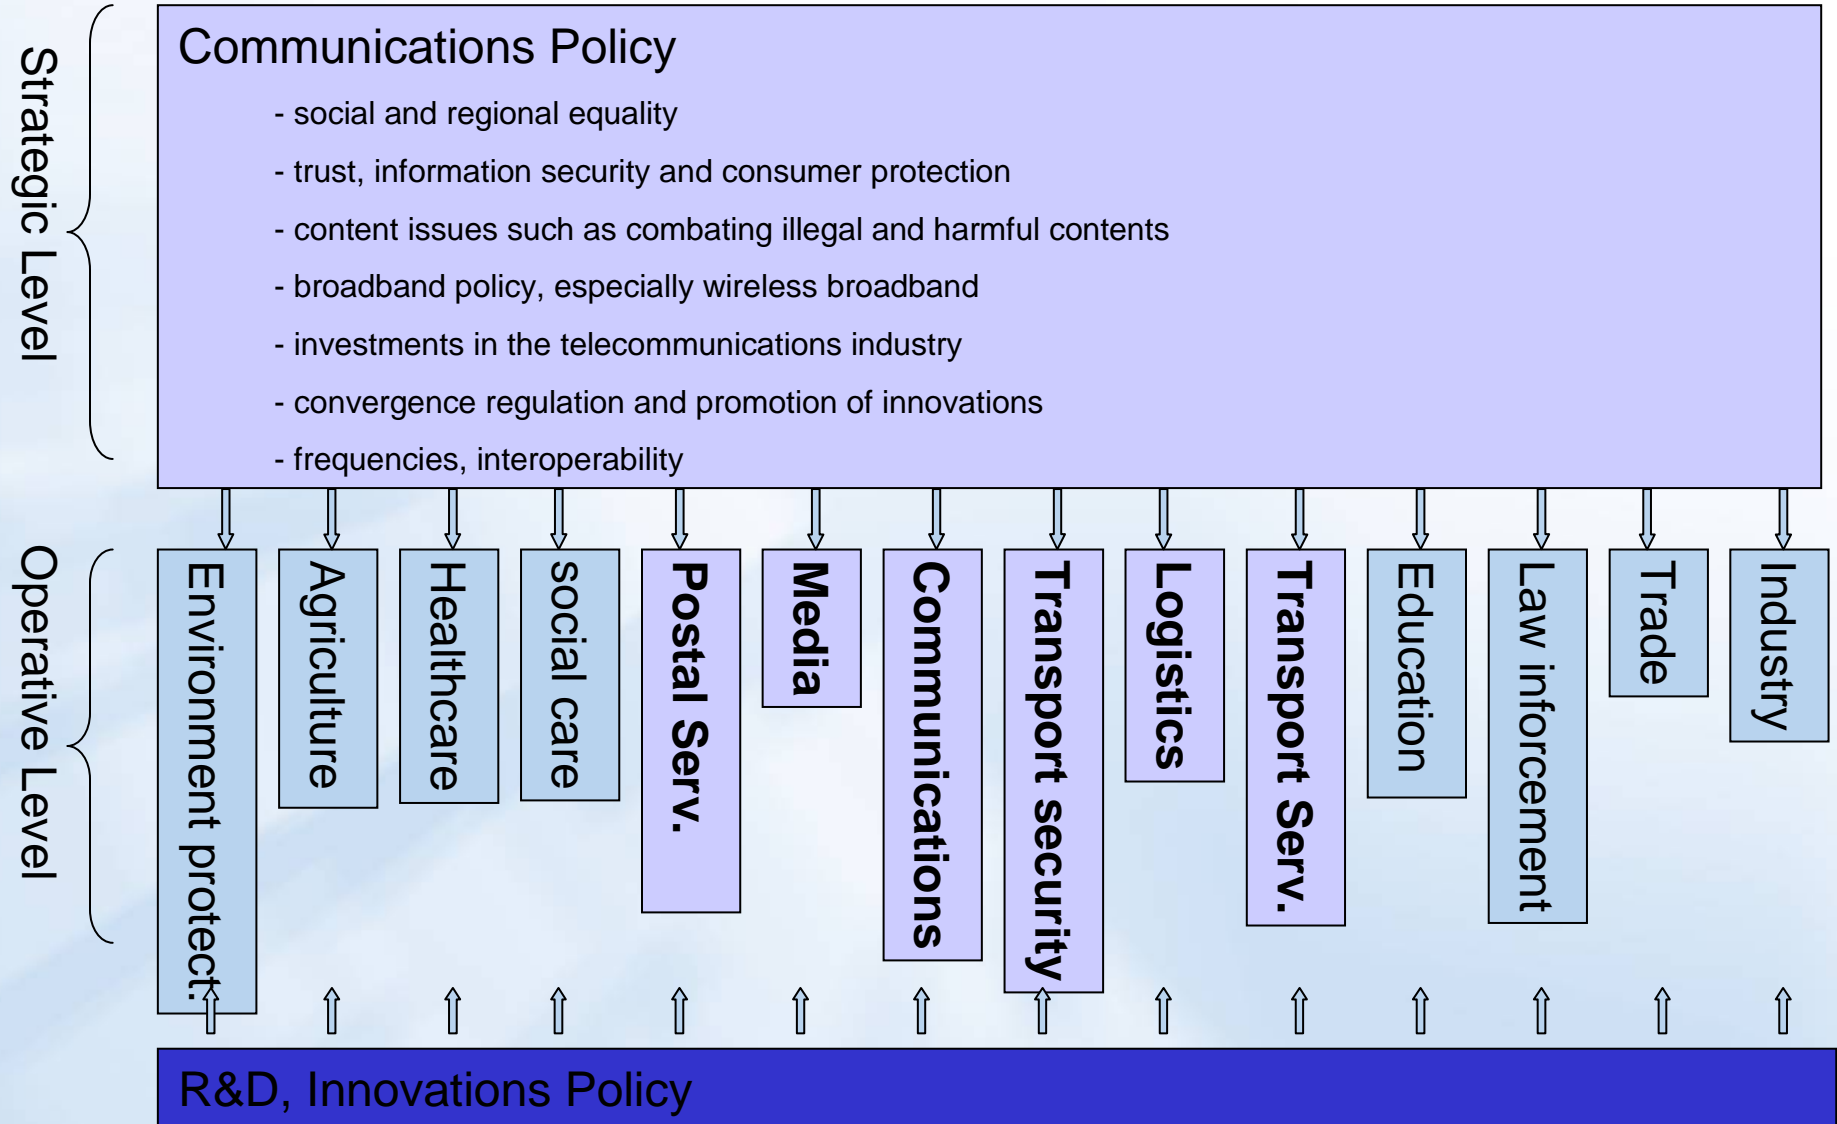 Strategic Level
Communications Policy
- social and regional equality
- trust, information security and consumer protection
- content issues such as combating illegal and harmful contents
- broadband policy, especially wireless broadband
- investments in the telecommunications industry
- convergence regulation and promotion of innovations
- frequencies, interoperability
Operative Level
Environment protect.
Agriculture
Healthcare
social care
Postal Serv.
Media
Communications
Transport security
Logistics
Transport Serv.
Education
Law inforcement
Trade
Industry
R&D, Innovations Policy